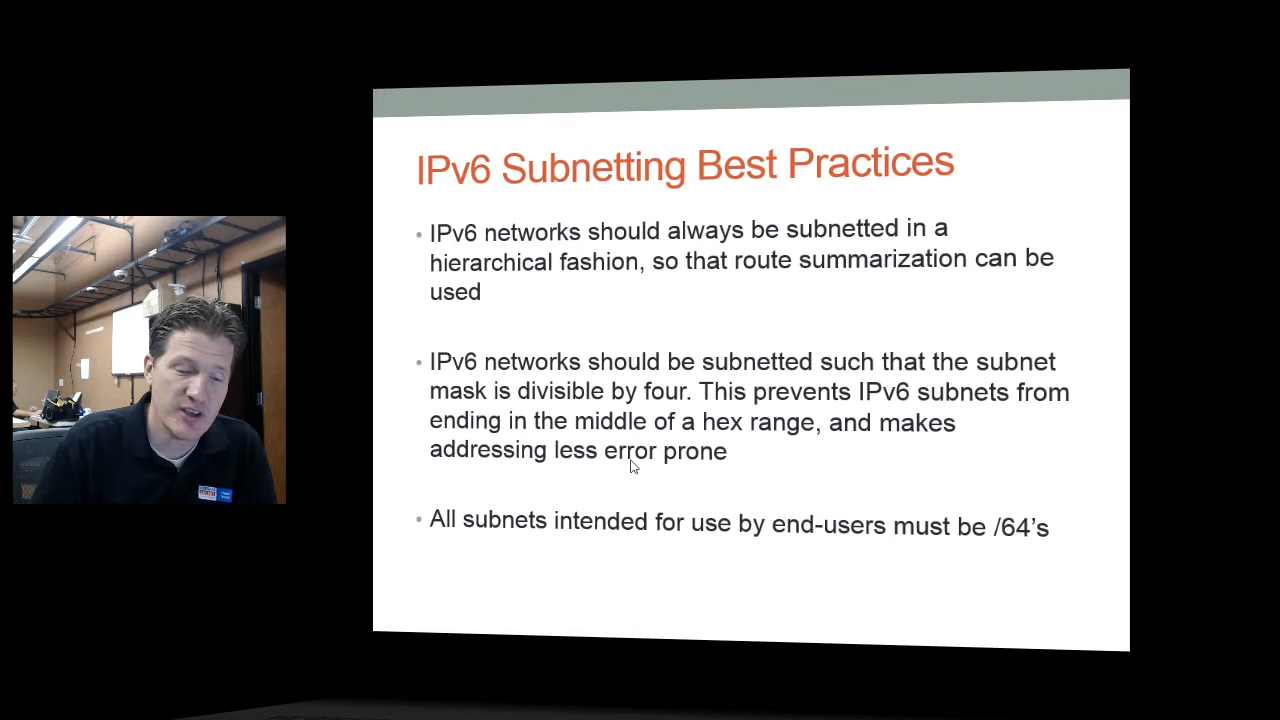 IPv6 Subnetting Best Practices
• IPv6 networks should always be subnetted in a
hierarchical fashion, so that route summarization can be
used
• IPv6 networks should be subnetted such that the subnet
mask is divisible by four. This prevents IPv6 subnets from
ending in the middle of a hex range, and makes
addressing less error prone
• All subnets intended for use by end-users must be /64’s